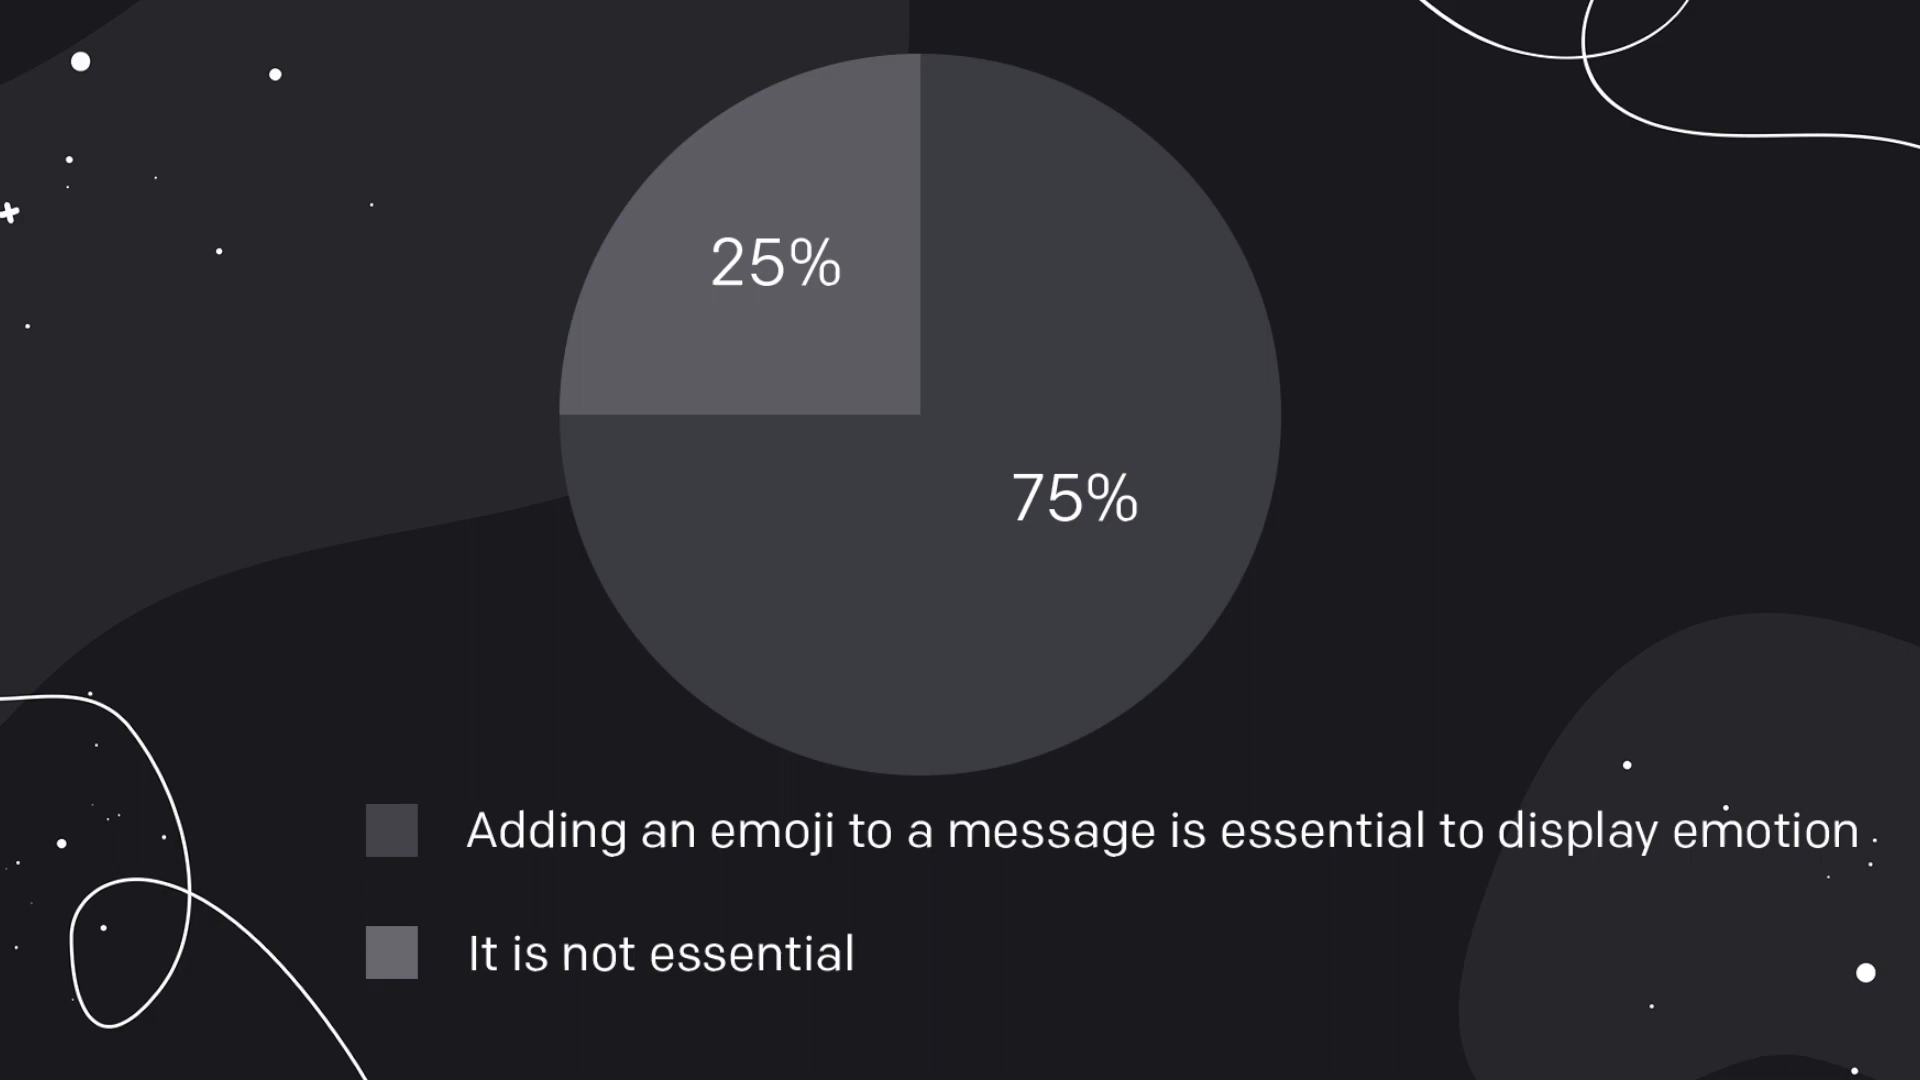 25%
75%
Adding an emoji to a message is essential to display emotion
It is not essential